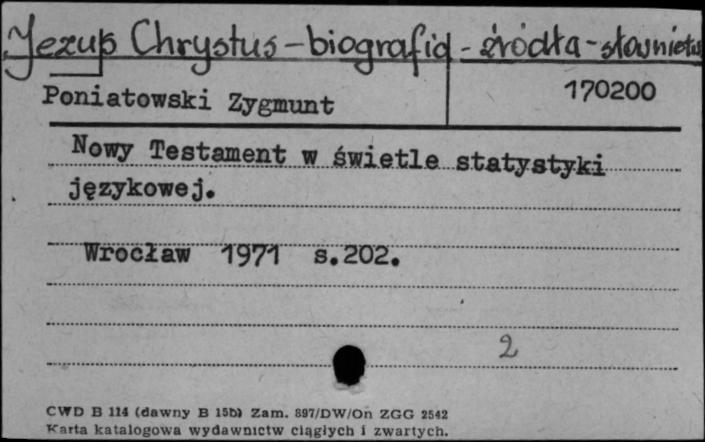 Jezus Chrystus - biografia - źródła -
Poniatowski Zygmunt
170200
Nowy Testament w świetle statystyki
językowej.
Wrocław 1971 s.202.
2
CWD B 114 (dawny B 15b) Zam. 897/DW/On ZGG 2542
Karta katalogowa wydawnictw ciągłych i zwartych.